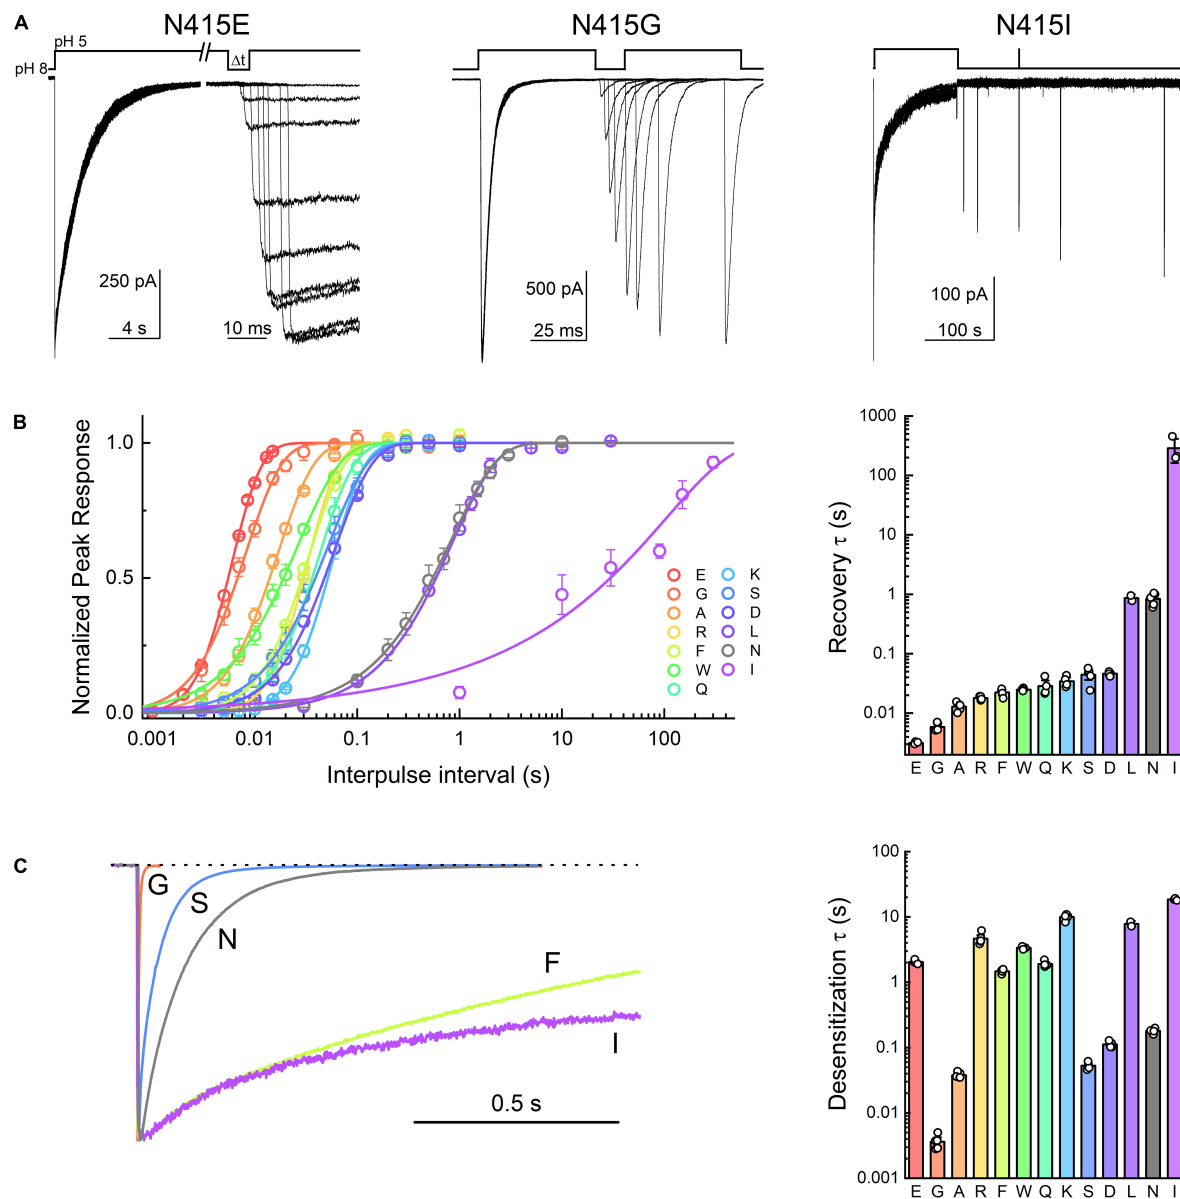 A
N415E
N415G
N415I
pH 5
pH 8
Δt
250 pA
4 s
10 ms
500 pA
25 ms
100 pA
100 s
B
Normalized Peak Response
1.0
0.5
0.0
0.001
0.01
0.1
1
10
100
Interpulse interval (s)
E
G
A
R
F
W
Q
K
S
D
L
N
I
Recovery τ (s)
1000
100
10
1
0.1
0.01
E G A R F W Q K S D L N I
C
G
S
N
F
I
0.5 s
Desensitization τ (s)
100
10
1
0.1
0.01
0.001
E G A R F W Q K S D L N I